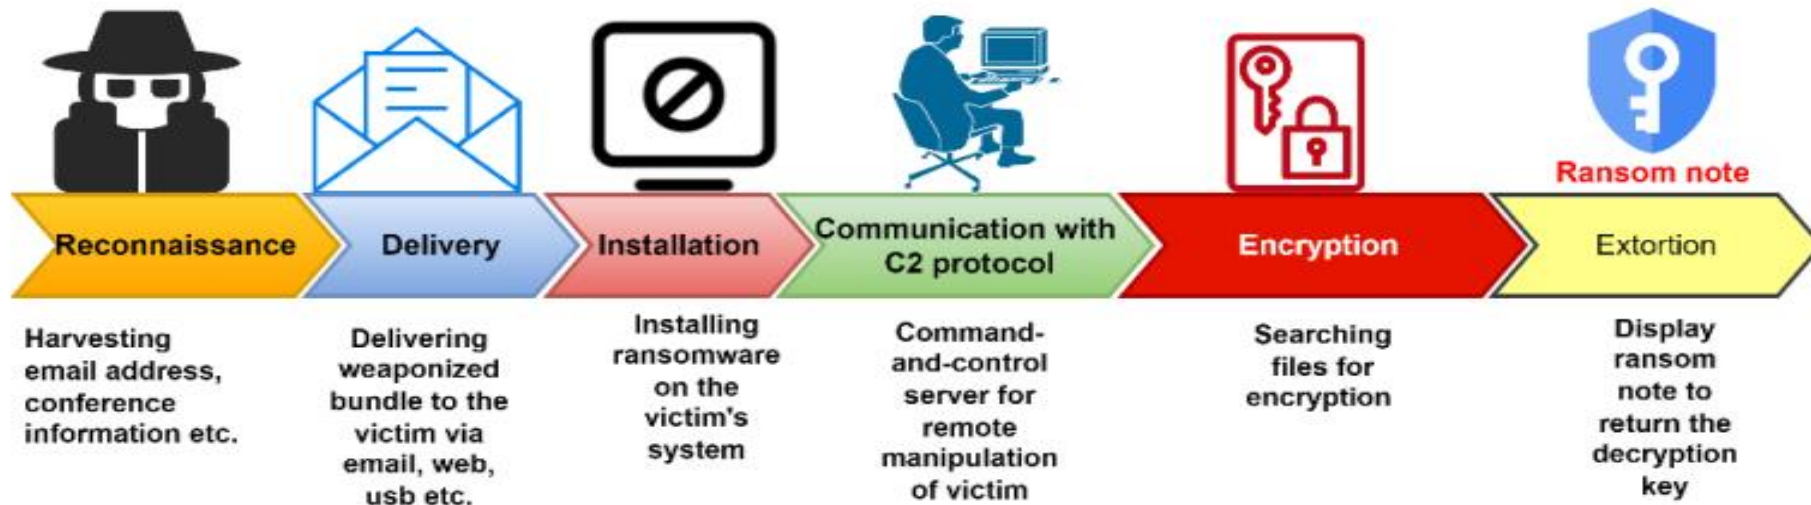 Ransom note
Reconnaissance
Delivery
Installation
Communication with
C2 protocol
Encryption
Extortion
Harvesting
email address,
conference
information etc.
Delivering
weaponized
bundle to the
victim via
email, web,
usb etc.
Installing
ransomware
on the
victim's
system
Command-
and-control
server for
remote
manipulation
of victim
Searching
files for
encryption
Display
ransom
note to
return the
decryption
key